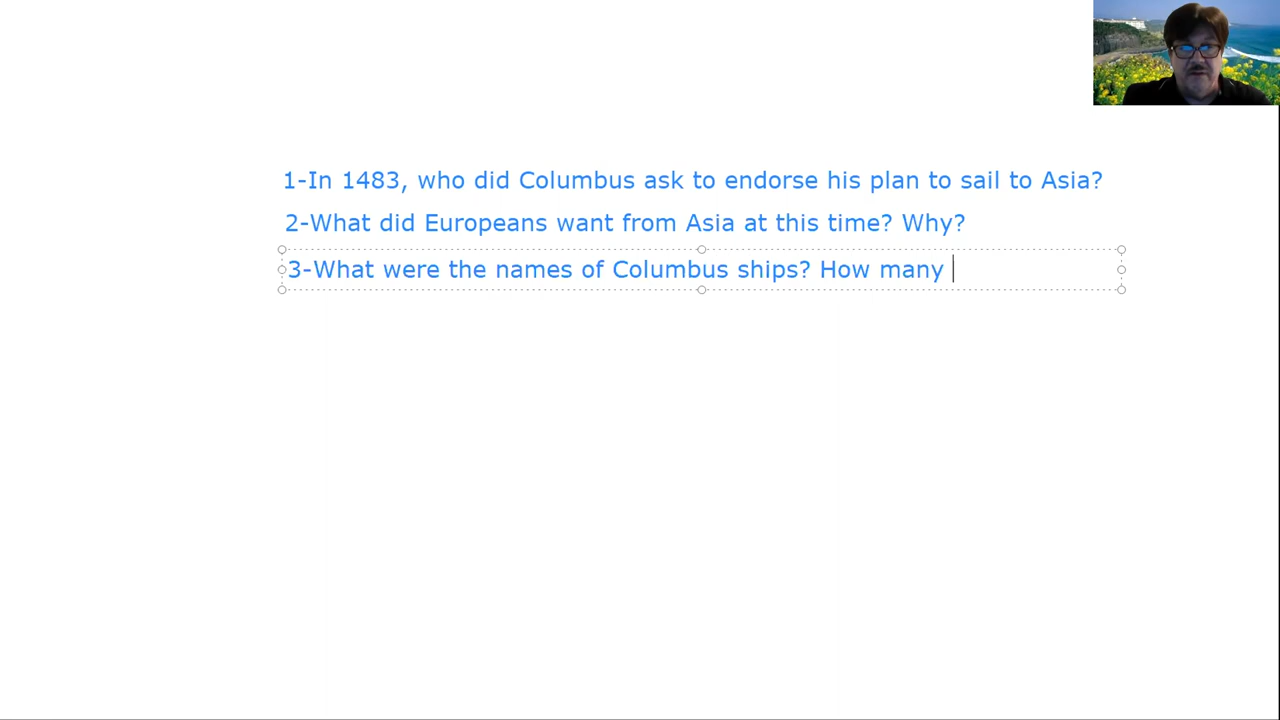 1-In 1483, who did Columbus ask to endorse his plan to sail to Asia?
2-What did Europeans want from Asia at this time? Why?
3-What were the names of Columbus ships? How many